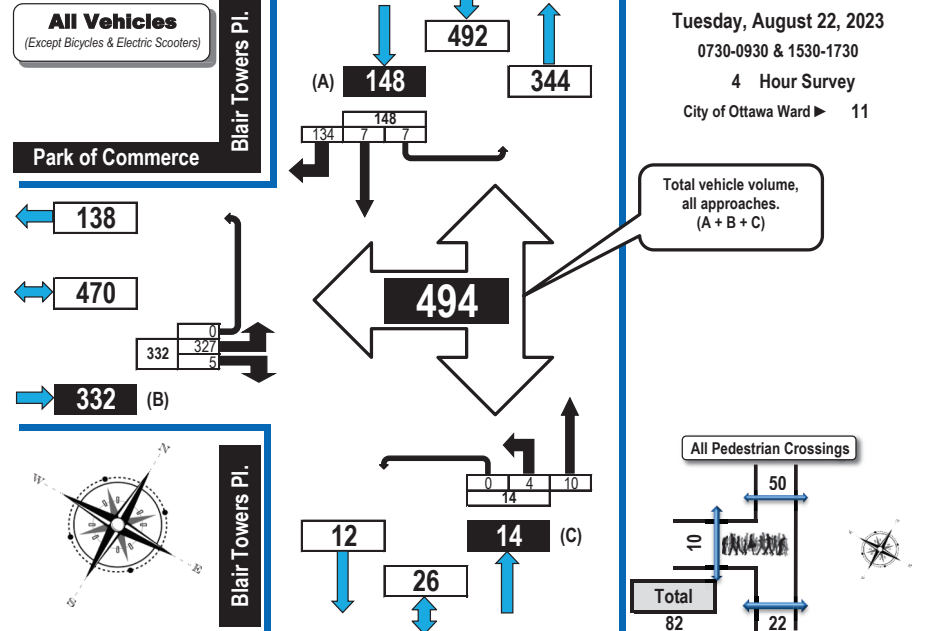 All Vehicles
(Except Bicycles & Electric Scooters)
Blair Towers Pl.
Park of Commerce
492
(A)
148
344
148
134
7
7
Tuesday, August 22, 2023
0730-0930 & 1530-1730
4 Hour Survey
City of Ottawa Ward ► 11
Total vehicle volume,
all approaches.
(A + B + C)
138
470
494
0
332
327
5
332
(B)
N
W
E
S
Blair Towers Pl.
0
4
10
14
12
14
(C)
26
All Pedestrian Crossings
50
10
Total
82
22